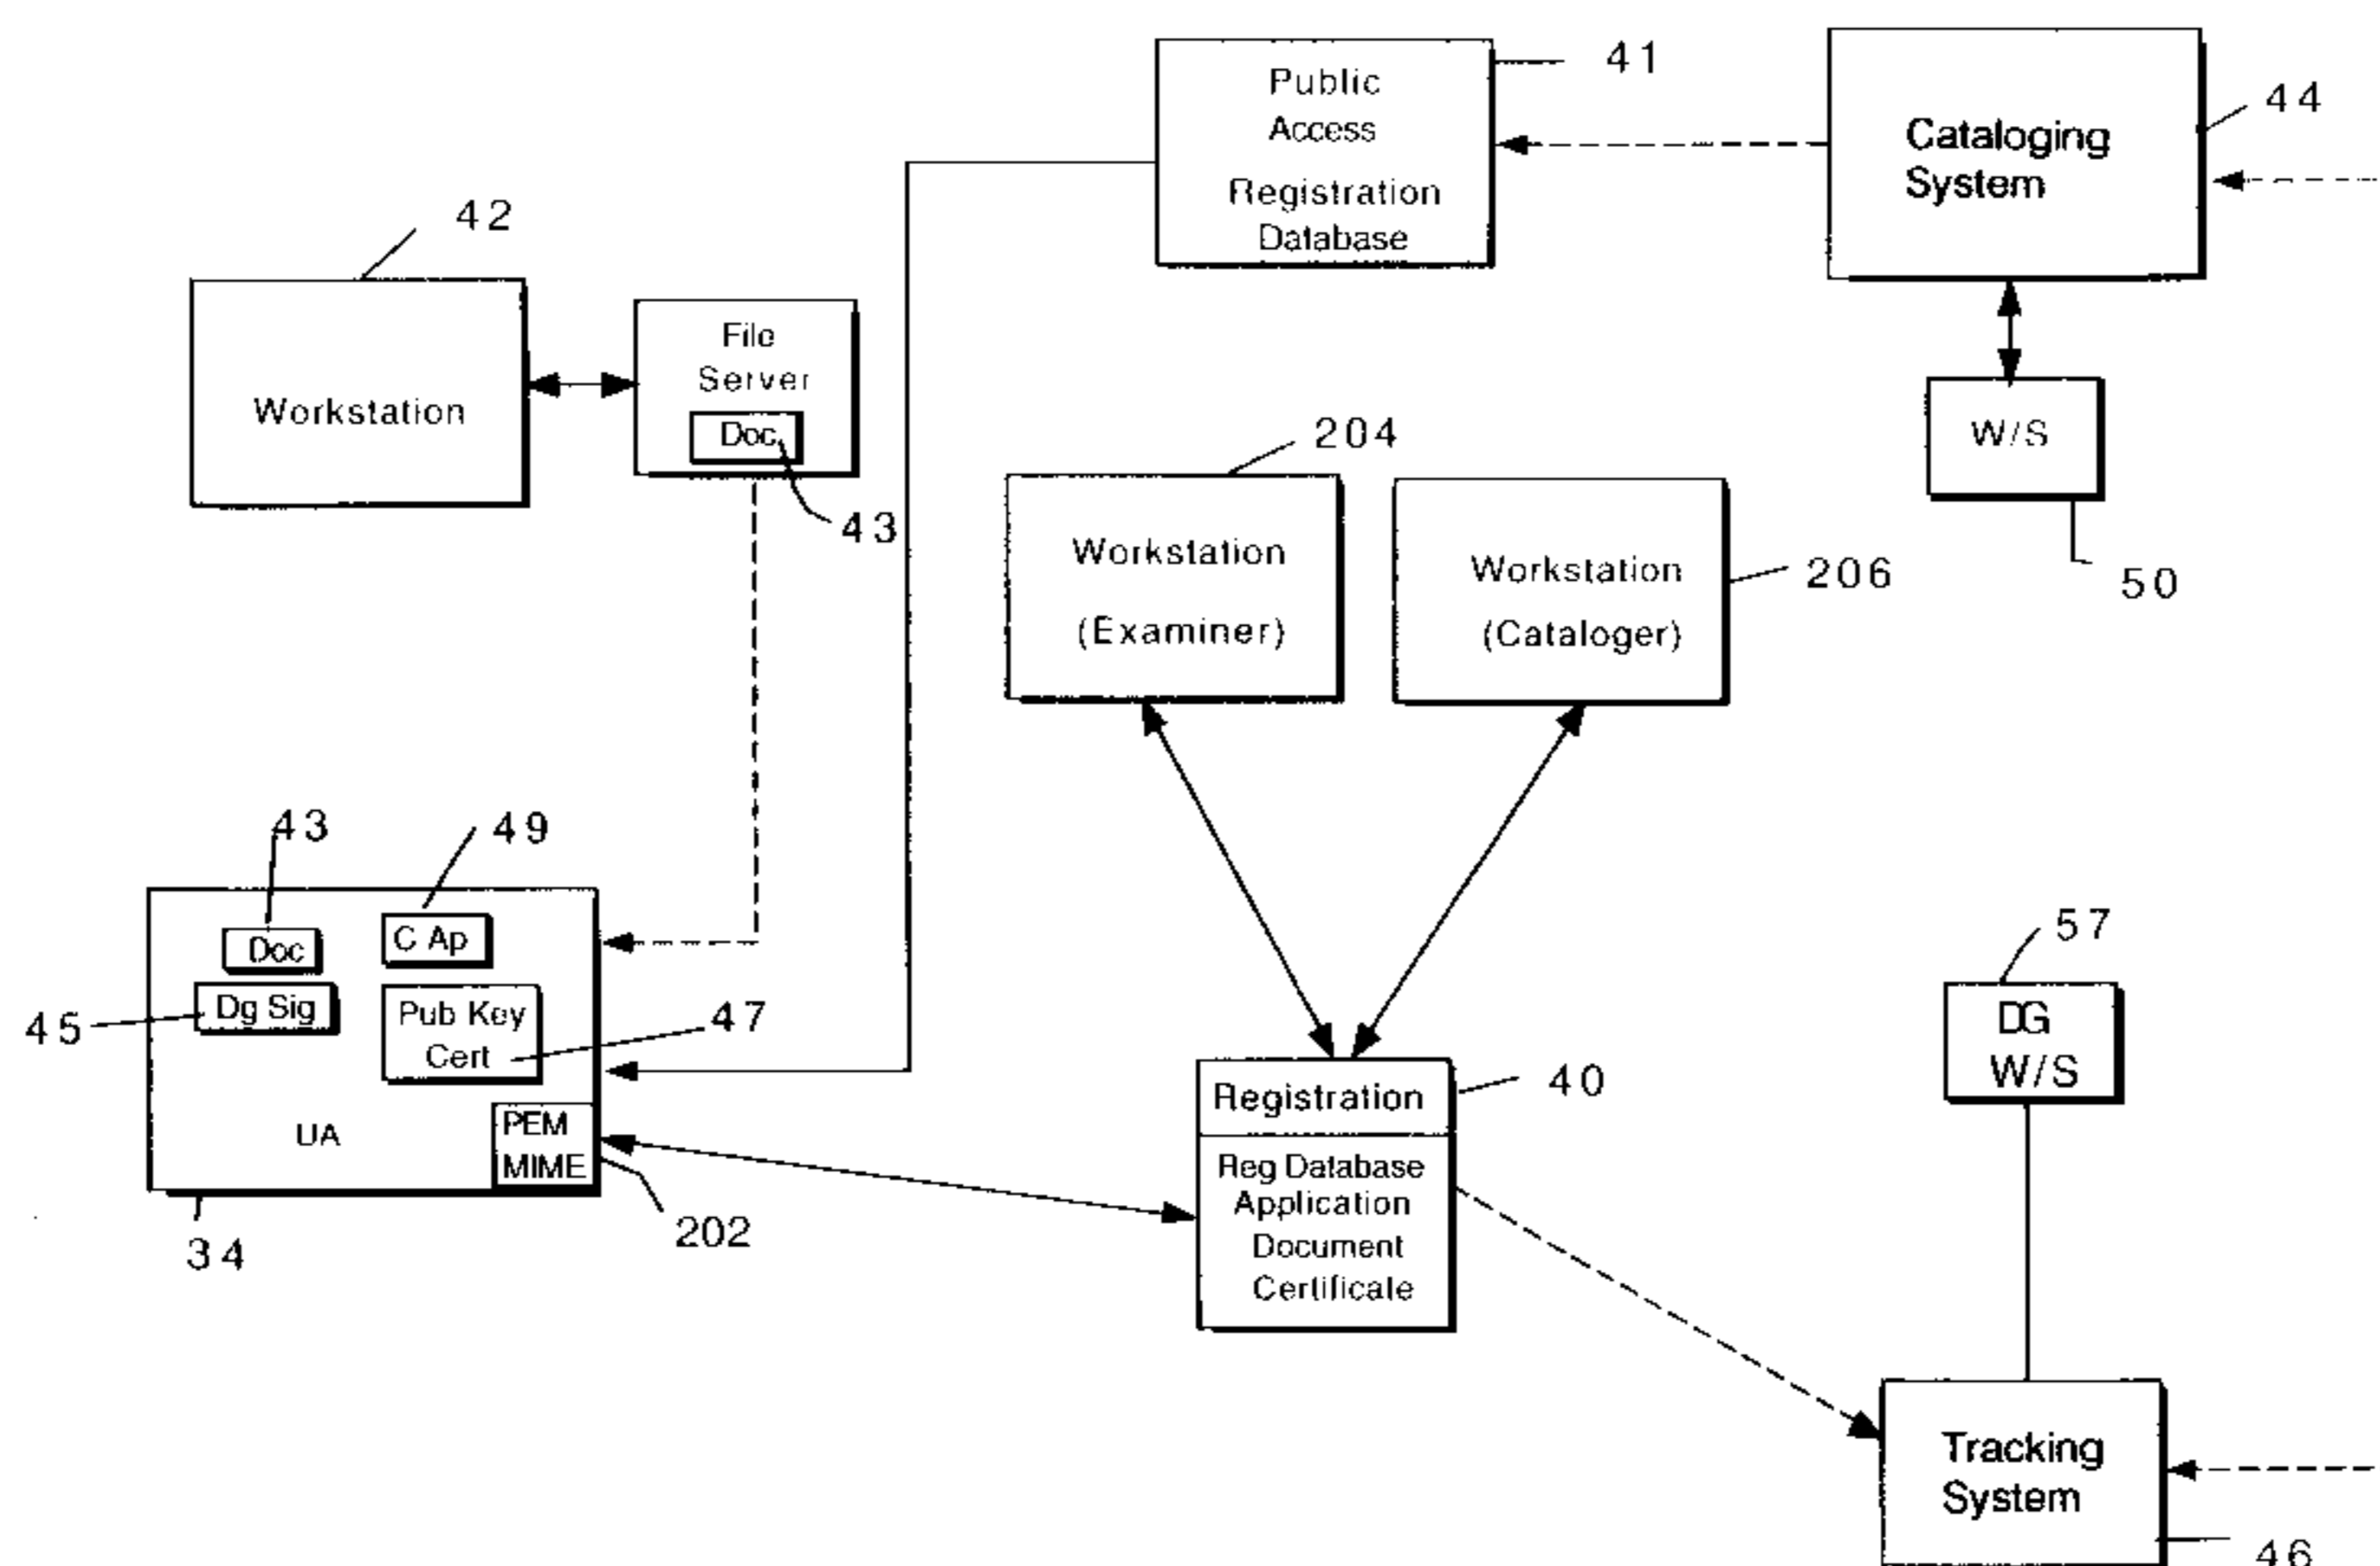 41
Public
Access
Registration
Database
44
Cataloging
System
42
Workstation
File
Server
Doc
43
W/S
50
204
Workstation
(Examiner)
Workstation
(Cataloger)
206
43
49
Doc
C Ap
Dg Sig
45
Pub Key
Cert
47
UA
PEM
MIME
34
202
Registration
40
Reg Database
Application
Document
Certificate
57
DG
W/S
Tracking
System
46